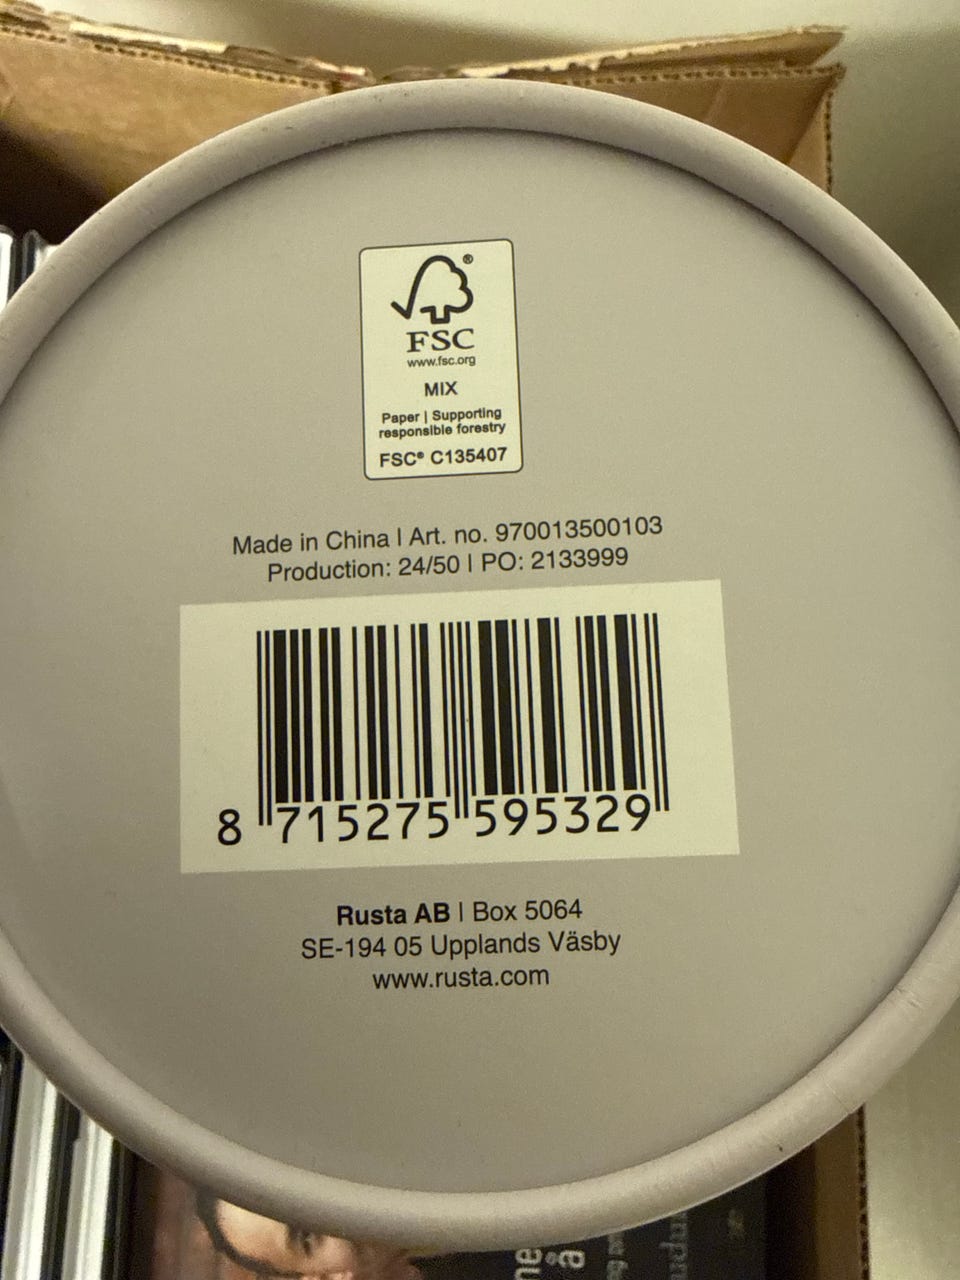 ®
FSC
www.fsc.org
MIX
Paper | Supporting
responsible forestry
FSC® C135407
Made in China | Art. no. 970013500103
Production: 24/50 | PO: 2133999
8 715275 595329
Rusta AB | Box 5064
SE-194 05 Upplands Väsby
www.rusta.com